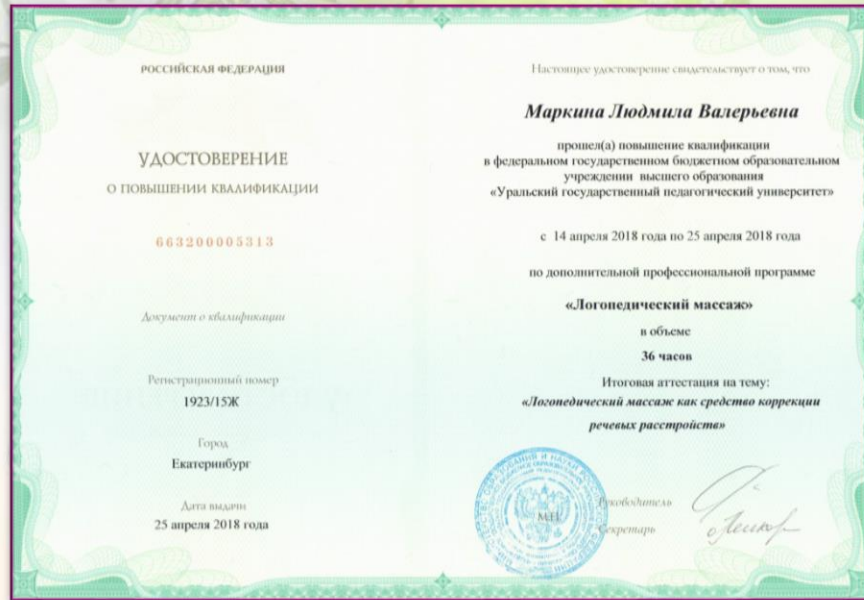 РОССИЙСКАЯ ФЕДЕРАЦИЯ
УДОСТОВЕРЕНИЕ
О ПОВЫШЕНИИ КВАЛИФИКАЦИИ
663200005313
Документ о квалификации
Регистрационный номер
1923/15Ж
Город
Екатеринбург
Дата выдачи
25 апреля 2018 года
Настоящее удостоверение свидетельствует о том, что
Маркина Людмила Валерьевна
прошел(а) повышение квалификации
в федеральном государственном бюджетном образовательном
учреждении высшего образования
«Уральский государственный педагогический университет»
с 14 апреля 2018 года по 25 апреля 2018 года
по дополнительной профессиональной программе
«Логопедический массаж»
в объеме
36 часов
Итоговая аттестация на тему:
«Логопедический массаж как средство коррекции
речевых расстройств»
М.П.
Руководитель
Секретарь